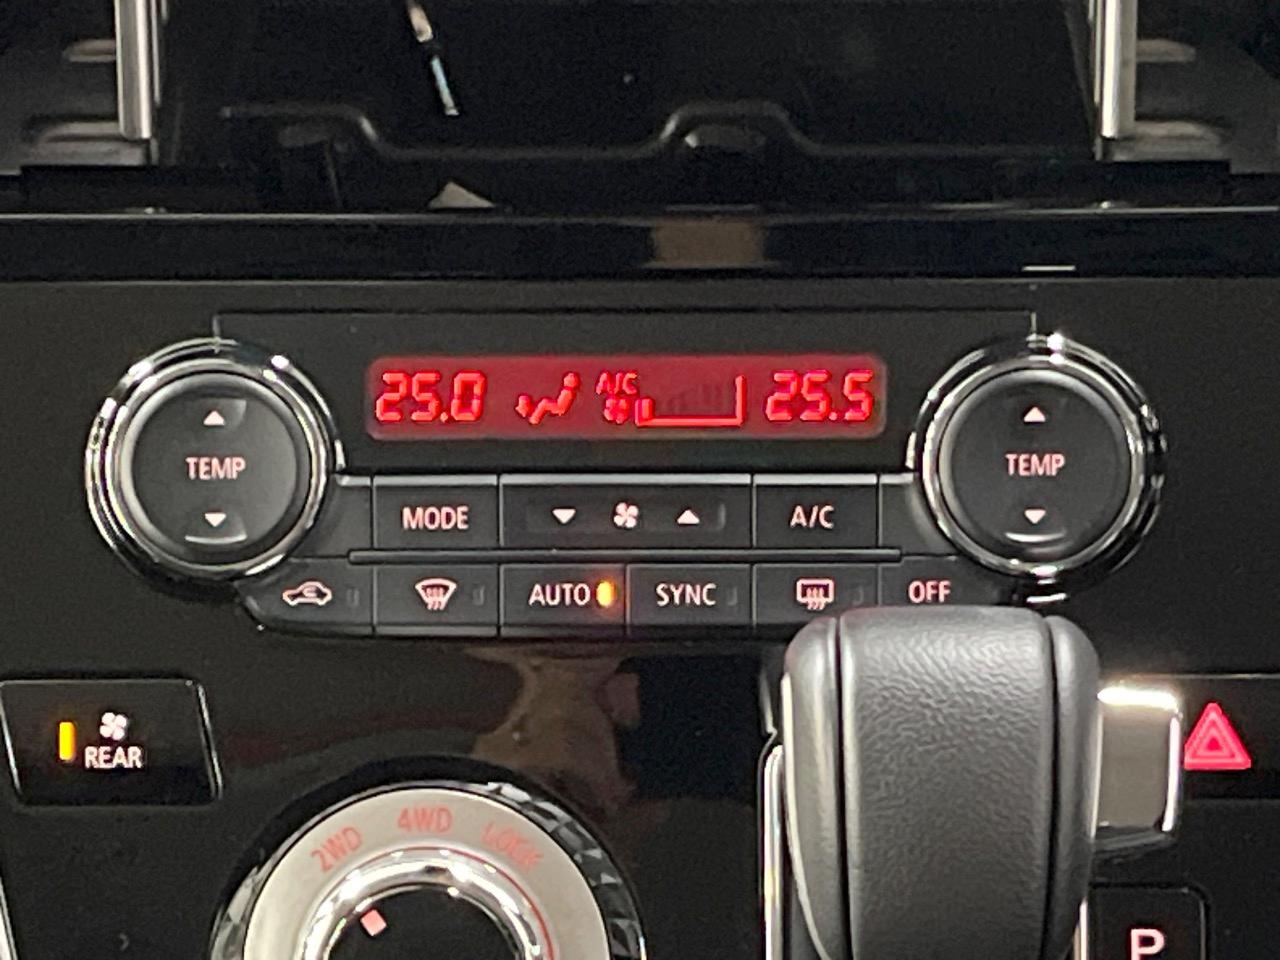 25.0 A/C 25.5
TEMP
TEMP
MODE
A/C
AUTO
SYNC
OFF
REAR
2WD 4WD LOCK
P